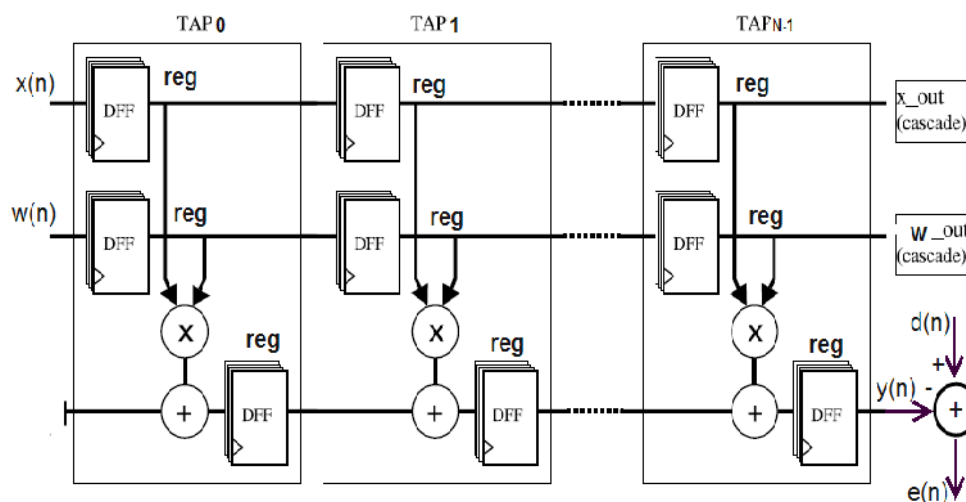 TAP 0 TAP 1 TAPN-1
x(n) reg reg reg
DFF DFF DFF x_out
(cascade)
w(n) reg reg reg
DFF DFF DFF w _out
(cascade)
X X X
reg reg reg d(n)
+
+ DFF + DFF + DFF y(n) - +
e(n)